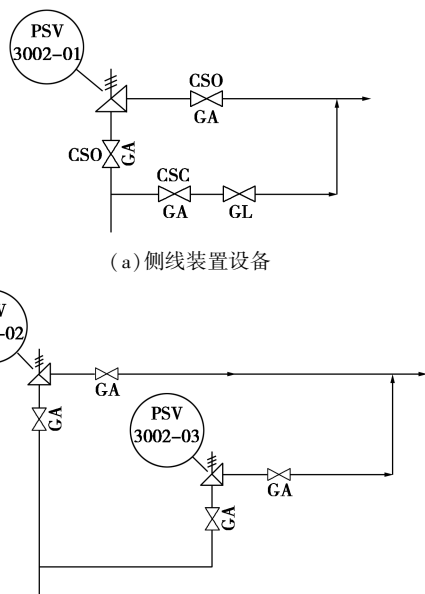 PSV
3002-01
CSO
GA
CSO
GA
CSC
GA
GL
(a)侧线装置设备
V
-02
GA
GA
PSV
3002-03
GA
GA